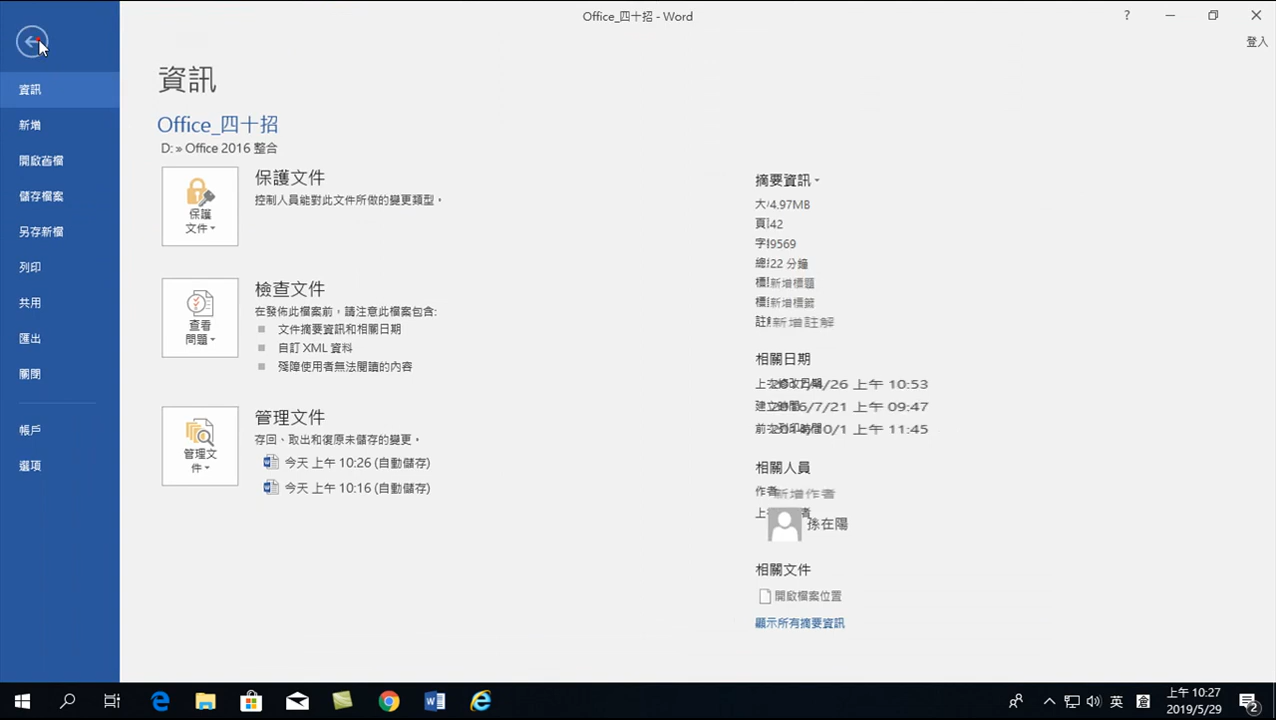 Office_四十招 - Word
?
登入
資訊
新增
開啟舊檔
儲存檔案
另存新檔
列印
共用
匯出
關閉
帳戶
選項
資訊
Office_四十招
D: » Office 2016 整合
保護
文件
保護文件
控制人員能對此文件所做的變更類型。
查看
問題
檢查文件
在發佈此檔案前，請注意此檔案包含:
文件摘要資訊和相關日期
自訂 XML 資料
殘障使用者無法閱讀的內容
管理文
件
管理文件
存回、取出和復原未儲存的變更。
今天 上午 10:26 (自動儲存)
今天 上午 10:16 (自動儲存)
摘要資訊
4.97MB
42
9569
22 分鐘
新增標題
新增標籤
新增註解
相關日期
/26 上午 10:53
/7/21 上午 09:47
/1 上午 11:45
相關人員
新增作者
孫在陽
相關文件
開啟檔案位置
顯示所有摘要資訊
英
上午 10:27
2019/5/29
2